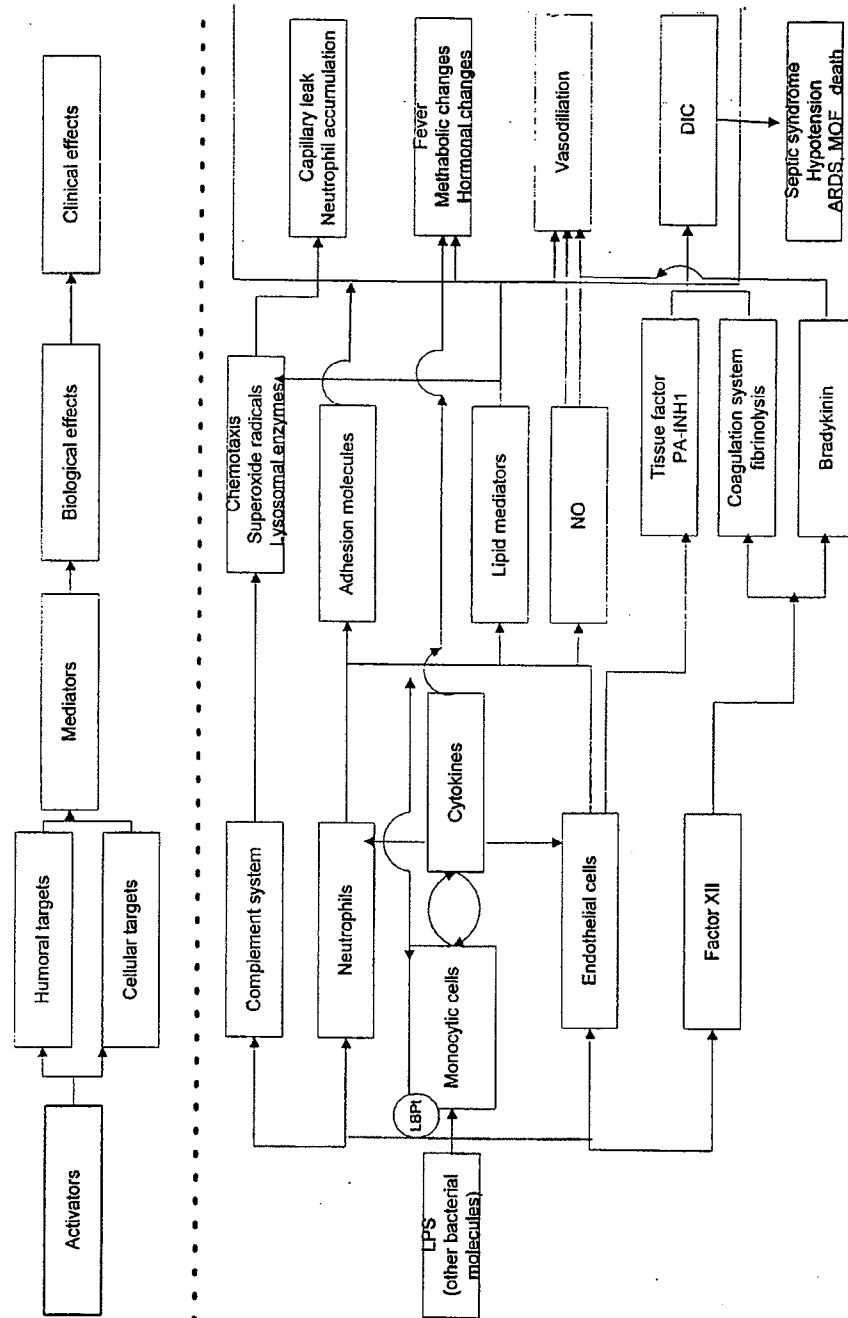 Activators
Humoral targets
Cellular targets
Mediators
Biological effects
Clinical effects
LPS
(other bacterial
molecules)
LBPt
Complement system
Neutrophils
Monocytic cells
Endothelial cells
Factor XII
Cytokines
Chemotaxis
Superoxide radicals
Lysosomal enzymes
Adhesion molecules
Lipid mediators
NO
Tissue factor
PA-INH1
Coagulation system
fibrinolysis
Bradykinin
Capillary leak
Neutrophil accumulation
Fever
Methabolic changes
Hormonal changes
Vasodiliation
DIC
Septic syndrome
Hypotension
ARDS, MOF death